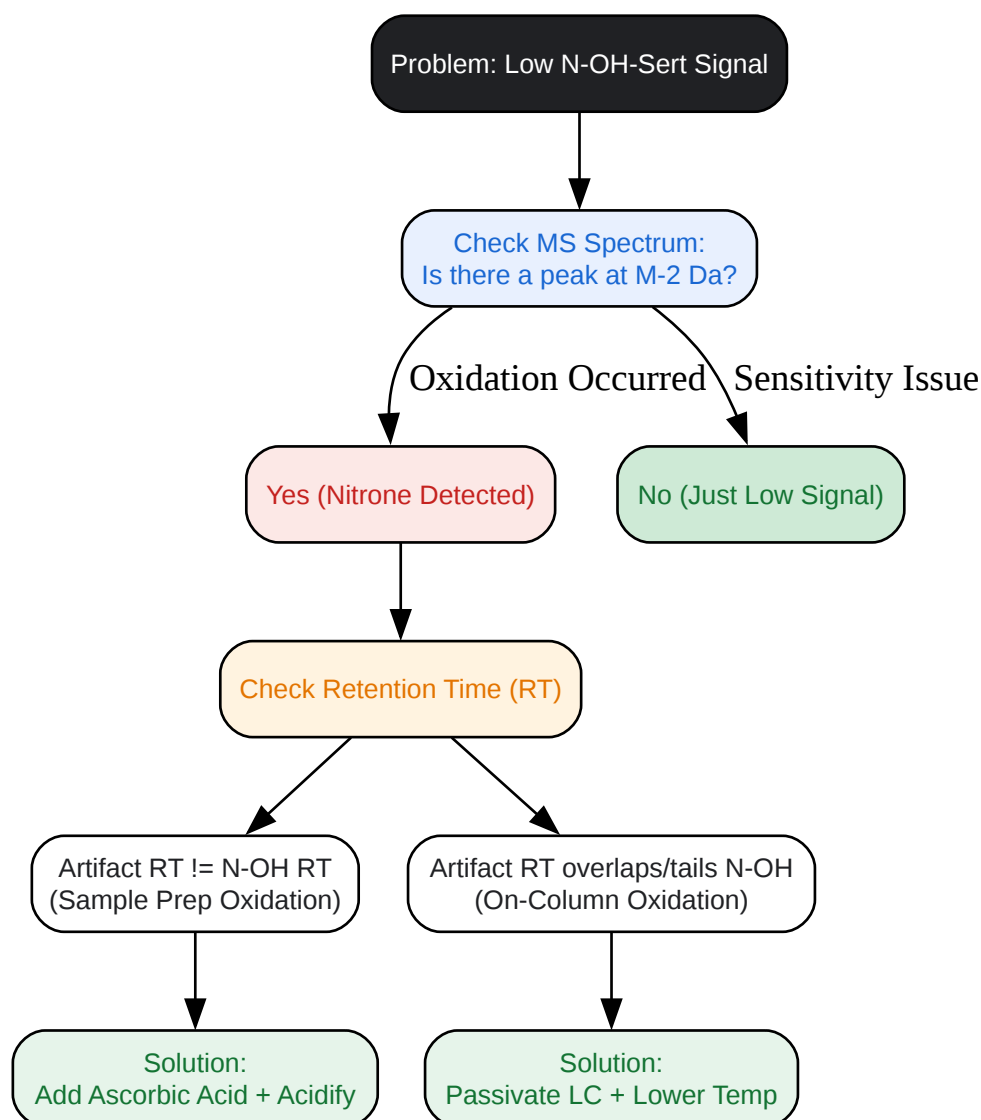 Problem: Low N-OH-Sert Signal
Check MS Spectrum:
Is there a peak at M-2 Da?
Oxidation Occurred
Sensitivity Issue
Yes (Nitrone Detected)
No (Just Low Signal)
Check Retention Time (RT)
Artifact RT != N-OH RT
(Sample Prep Oxidation)
Artifact RT overlaps/tails N-OH
(On-Column Oxidation)
Solution:
Add Ascorbic Acid + Acidify
Solution:
Passivate LC + Lower Temp